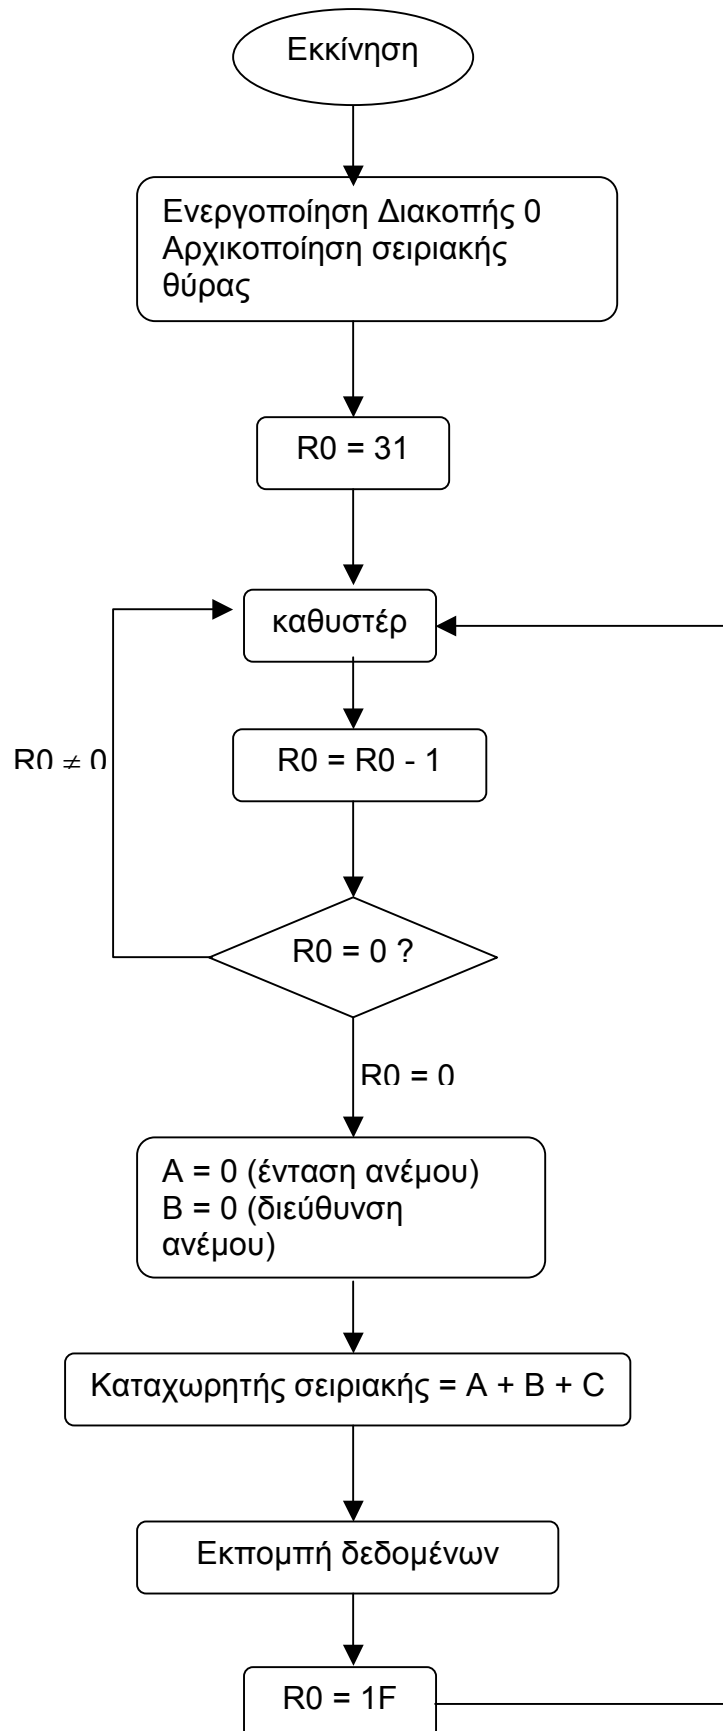 Εκκίνηση
Ενεργοποίηση Διακοπής 0
Αρχικοποίηση σειριακής
θύρας
R0 = 31
καθυστέρ
R0 = R0 - 1
R0 ≠ 0
R0 = 0 ?
R0 = 0
A = 0 (ένταση ανέμου)
B = 0 (διεύθυνση
ανέμου)
Καταχωρητής σειριακής = A + B + C
Εκπομπή δεδομένων
R0 = 1F